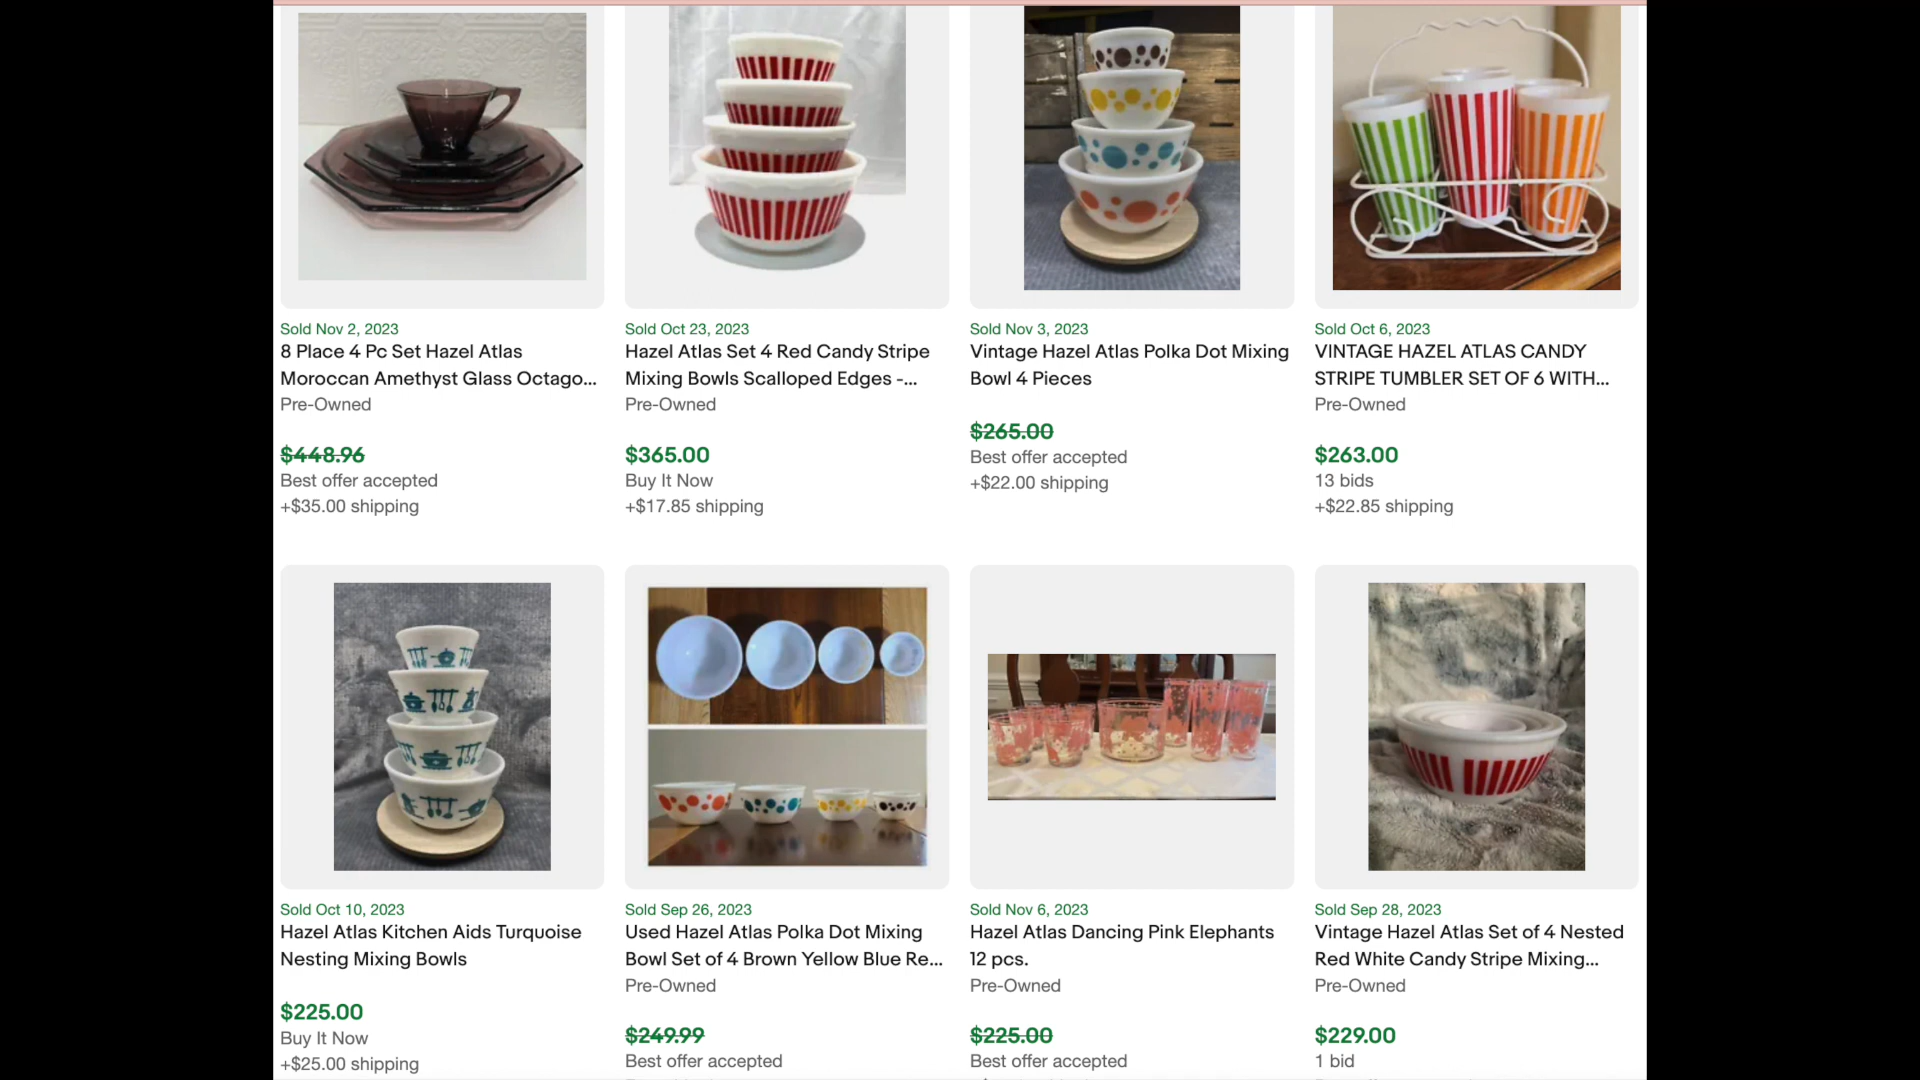 Sold Nov 2, 2023
8 Place 4 Pc Set Hazel Atlas
Moroccan Amethyst Glass Octago...
Pre-Owned
$448.96
Best offer accepted
+$35.00 shipping
Sold Oct 23, 2023
Hazel Atlas Set 4 Red Candy Stripe
Mixing Bowls Scalloped Edges -...
Pre-Owned
$365.00
Buy It Now
+$17.85 shipping
Sold Nov 3, 2023
Vintage Hazel Atlas Polka Dot Mixing
Bowl 4 Pieces
$265.00
Best offer accepted
+$22.00 shipping
Sold Oct 6, 2023
VINTAGE HAZEL ATLAS CANDY
STRIPE TUMBLER SET OF 6 WITH...
Pre-Owned
$263.00
13 bids
+$22.85 shipping
Sold Oct 10, 2023
Hazel Atlas Kitchen Aids Turquoise
Nesting Mixing Bowls
$225.00
Buy It Now
+$25.00 shipping
Sold Sep 26, 2023
Used Hazel Atlas Polka Dot Mixing
Bowl Set of 4 Brown Yellow Blue Re...
Pre-Owned
$249.99
Best offer accepted
Sold Nov 6, 2023
Hazel Atlas Dancing Pink Elephants
12 pcs.
Pre-Owned
$225.00
Best offer accepted
Sold Sep 28, 2023
Vintage Hazel Atlas Set of 4 Nested
Red White Candy Stripe Mixing...
Pre-Owned
$229.00
1 bid